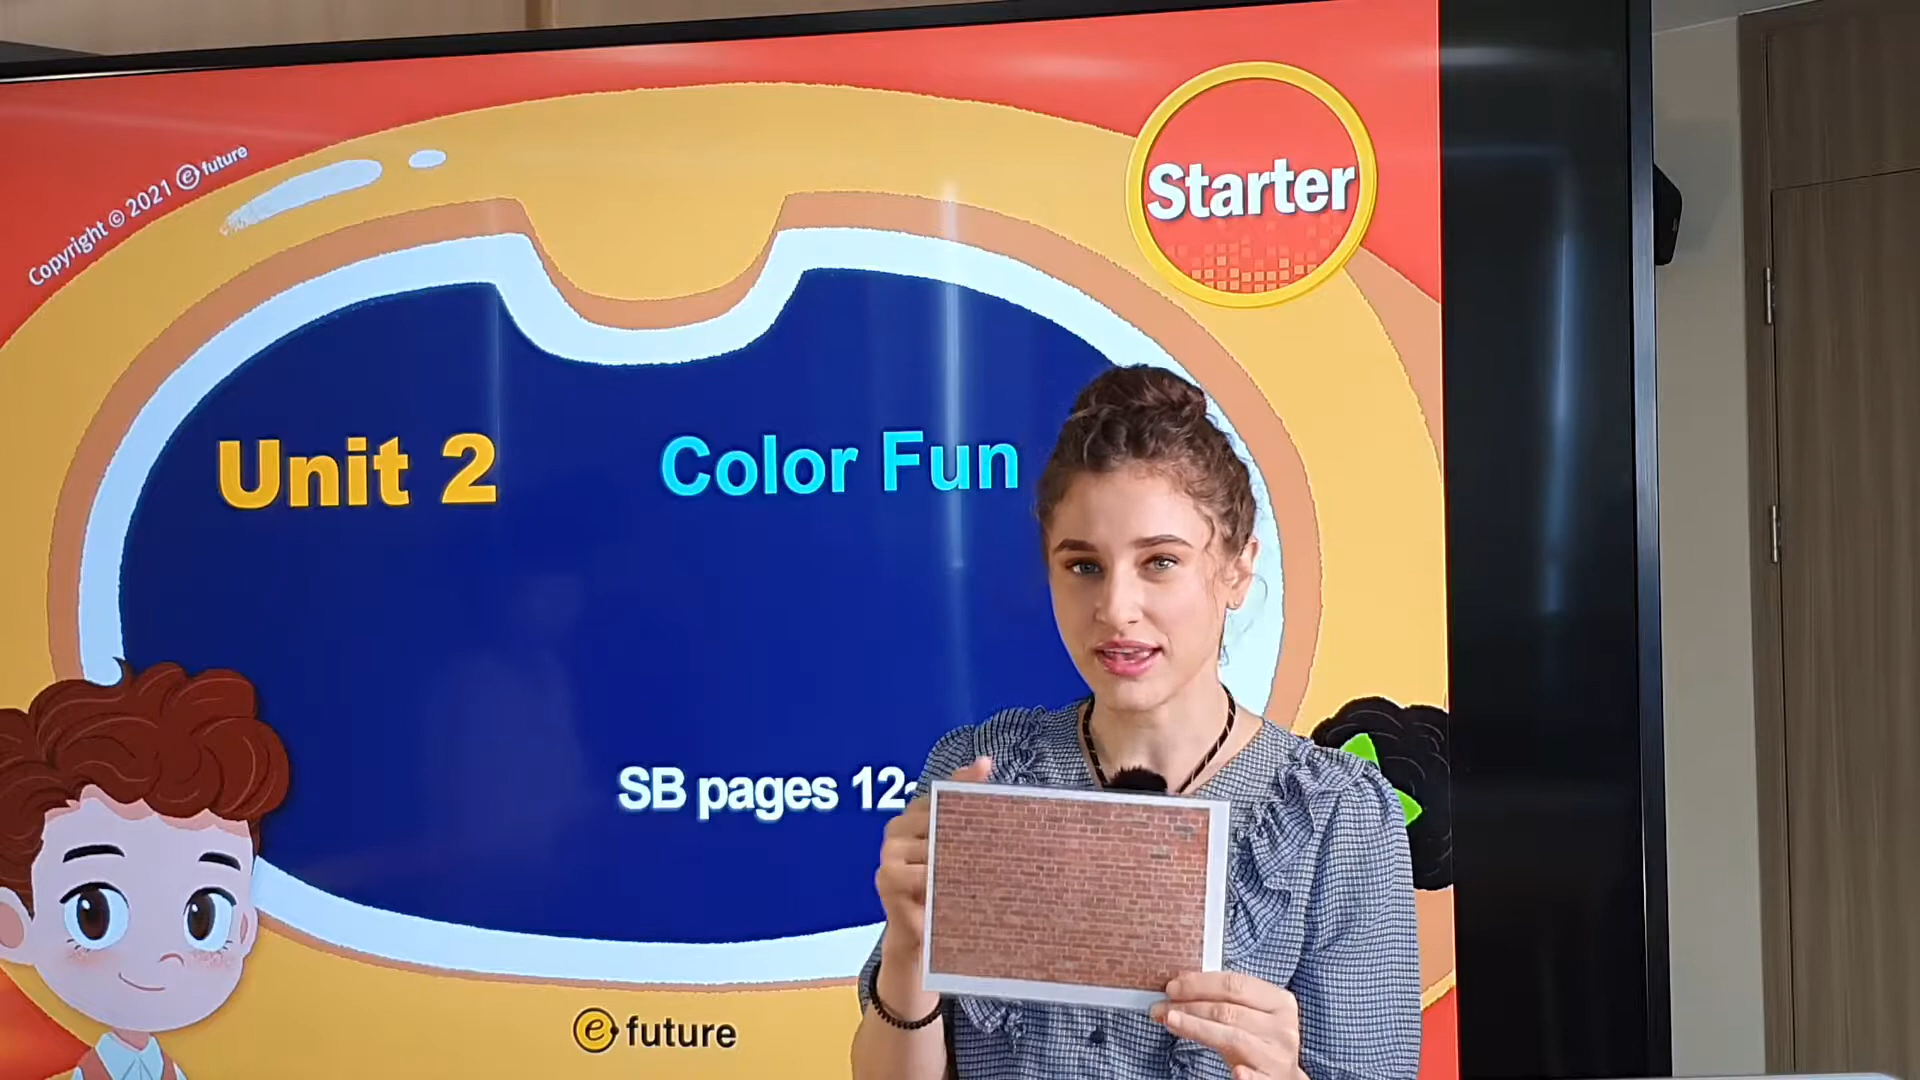 Copyright © 2021 e future
Starter
Unit 2 Color Fun
SB pages 12-
e future